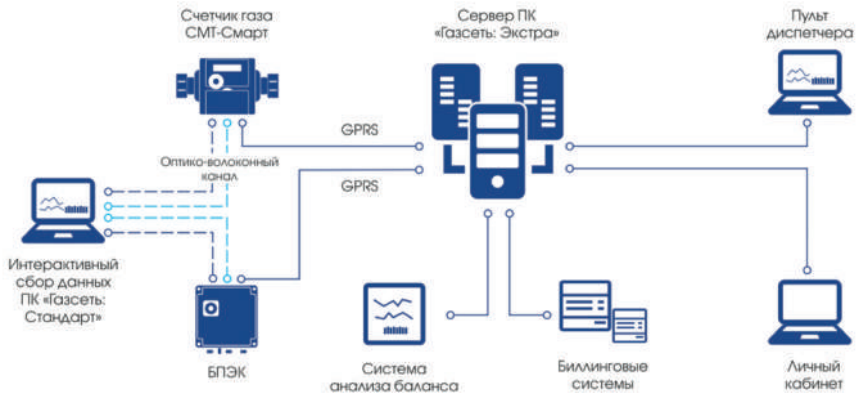 Счетчик газа
СМТ-Смарт
Сервер ПК
«Газсеть: Экстра»
Пульт
диспетчера
GPRS
Оптико-волоконный
канал
GPRS
Интерактивный
сбор данных
ПК «Газсеть:
Стандарт»
БПЭК
Система
анализа баланса
Биллинговые
системы
Личный
кабинет